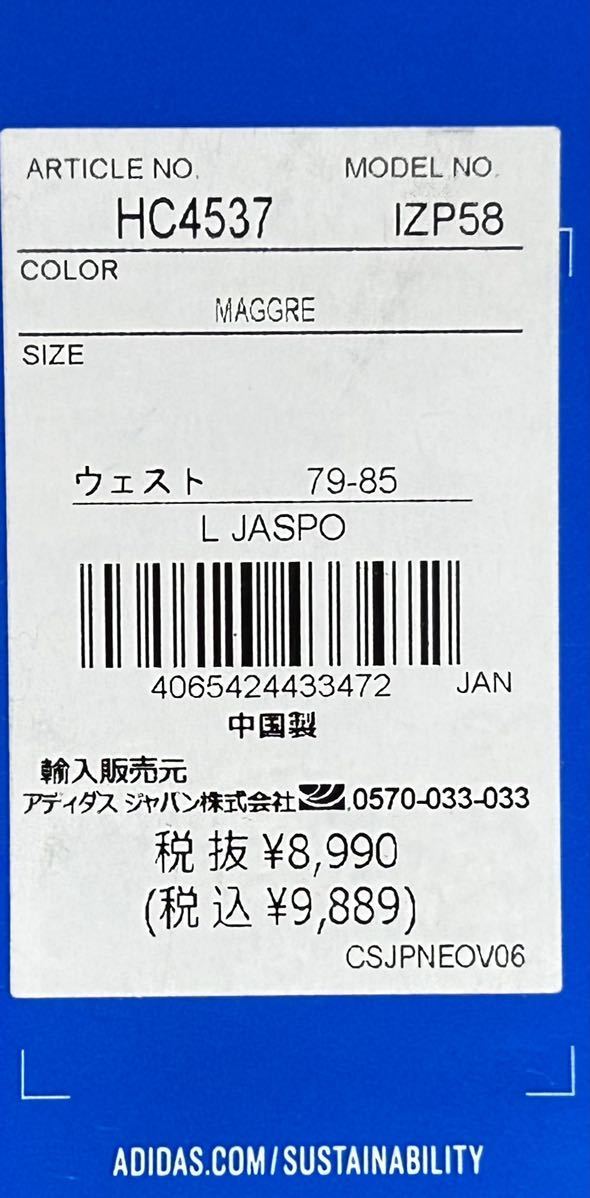 ARTICLE NO.
MODEL NO.
HC4537
IZP58
COLOR
MAGGRE
SIZE
ウェスト 79-85
L JASPO
4065424433472 JAN
中国製
輸入販売元
アディダス ジャパン株式会社 0570-033-033
税抜 ¥8,990
(税込 ¥9,889)
CSJPNEOV06
ADIDAS.COM/SUSTAINABILITY